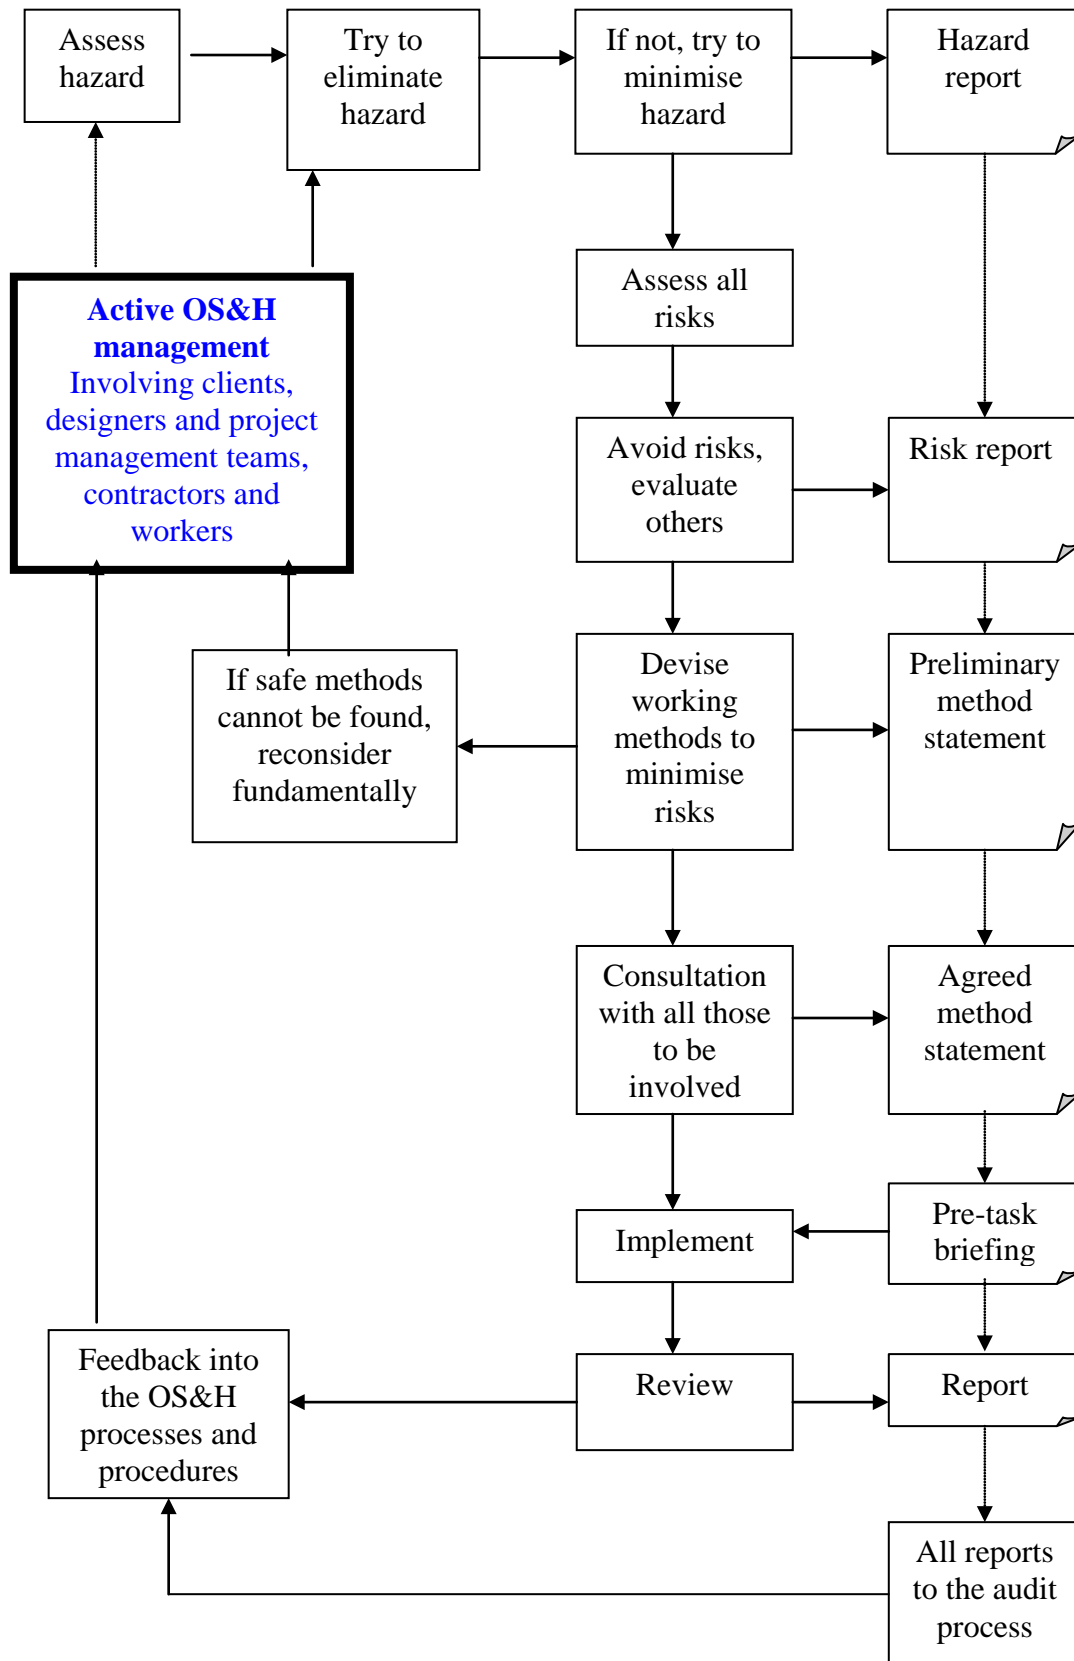 Assess
hazard
Try to
eliminate
hazard
If not, try to
minimise
hazard
Hazard
report
Assess all
risks
Active OS&H
management
Involving clients,
designers and project
management teams,
contractors and
workers
Avoid risks,
evaluate
others
Risk report
If safe methods
cannot be found,
reconsider
fundamentally
Devise
working
methods to
minimise
risks
Preliminary
method
statement
Consultation
with all those
to be
involved
Agreed
method
statement
Implement
Pre-task
briefing
Feedback into
the OS&H
processes and
procedures
Review
Report
All reports
to the audit
process